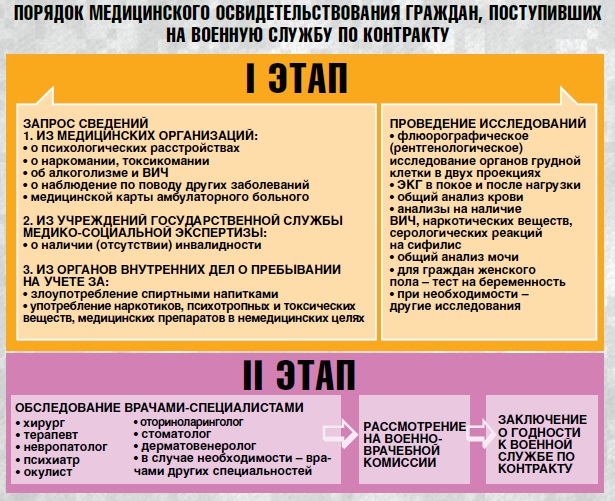 ПОРЯДОК МЕДИЦИНСКОГО ОСВИДЕТЕЛЬСТВОВАНИЯ ГРАЖДАН, ПОСТУПИВШИХ
НА ВОЕННУЮ СЛУЖБУ ПО КОНТРАКТУ
I ЭТАП
ЗАПРОС СВЕДЕНИЙ
1. ИЗ МЕДИЦИНСКИХ ОРГАНИЗАЦИЙ:
• о психологических расстройствах
• о наркомании, токсикомании
• об алкоголизме и ВИЧ
• о наблюдение по поводу других заболеваний
• медицинской карты амбулаторного больного
2. ИЗ УЧРЕЖДЕНИЙ ГОСУДАРСТВЕННОЙ СЛУЖБЫ
МЕДИКО-СОЦИАЛЬНОЙ ЭКСПЕРТИЗЫ:
• о наличии (отсутствии) инвалидности
3. ИЗ ОРГАНОВ ВНУТРЕННИХ ДЕЛ О ПРЕБЫВАНИИ
НА УЧЕТЕ ЗА:
• злоупотребление спиртными напитками
• употребление наркотиков, психотропных и токсических
веществ, медицинских препаратов в немедицинских целях
ПРОВЕДЕНИЕ ИССЛЕДОВАНИЙ
• флюорографическое
(рентгенологическое)
исследование органов грудной
клетки в двух проекциях
• ЭКГ в покое и после нагрузки
• общий анализ крови
• анализы на наличие
ВИЧ, наркотических веществ,
серологических реакций
на сифилис
• общий анализ мочи
• для граждан женского
пола – тест на беременность
• при необходимости –
другие исследования
II ЭТАП
ОБСЛЕДОВАНИЕ ВРАЧАМИ-СПЕЦИАЛИСТАМИ
• хирург
• терапевт
• невропатолог
• психиатр
• окулист
• оториноларинголог
• стоматолог
• дерматовенеролог
• в случае необходимости – вра-
чами других специальностей
РАССМОТРЕНИЕ
НА ВОЕННО-
ВРАЧЕБНОЙ
КОМИССИИ
ЗАКЛЮЧЕНИЕ
О ГОДНОСТИ
К ВОЕННОЙ
СЛУЖБЕ ПО
КОНТРАКТУ